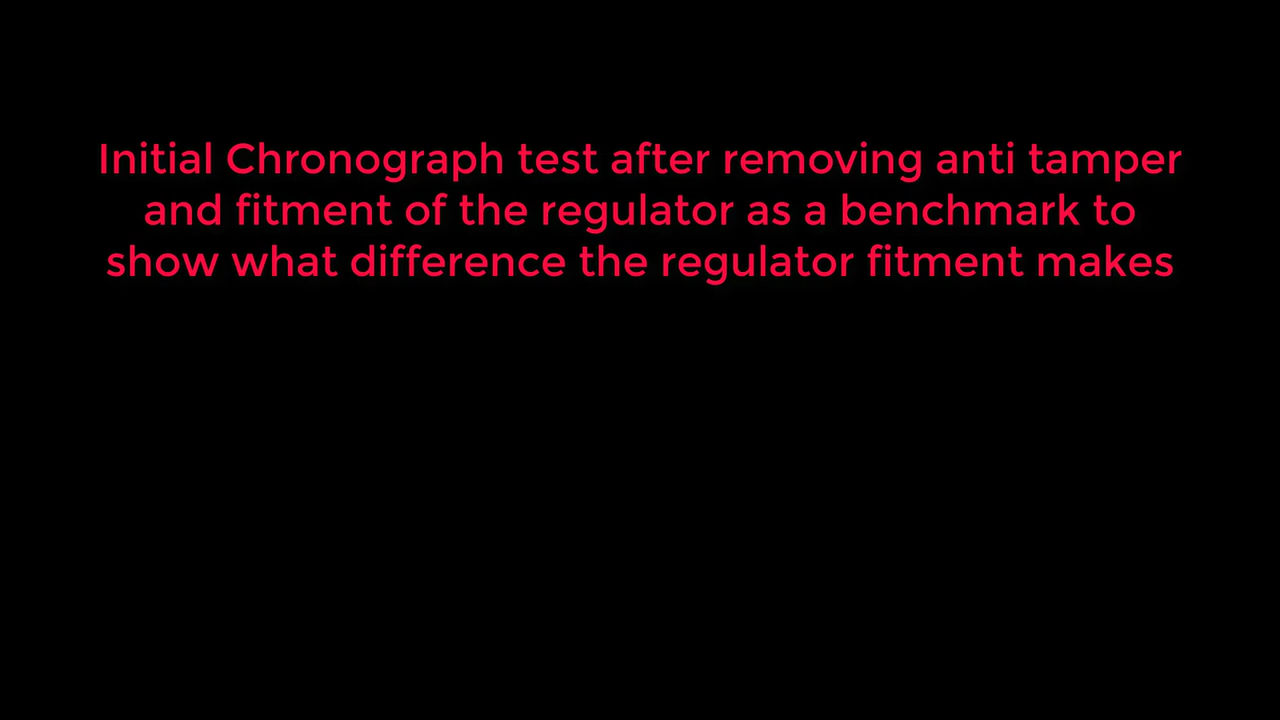 Initial Chronograph test after removing anti tamper
and fitment of the regulator as a benchmark to
show what difference the regulator fitment makes